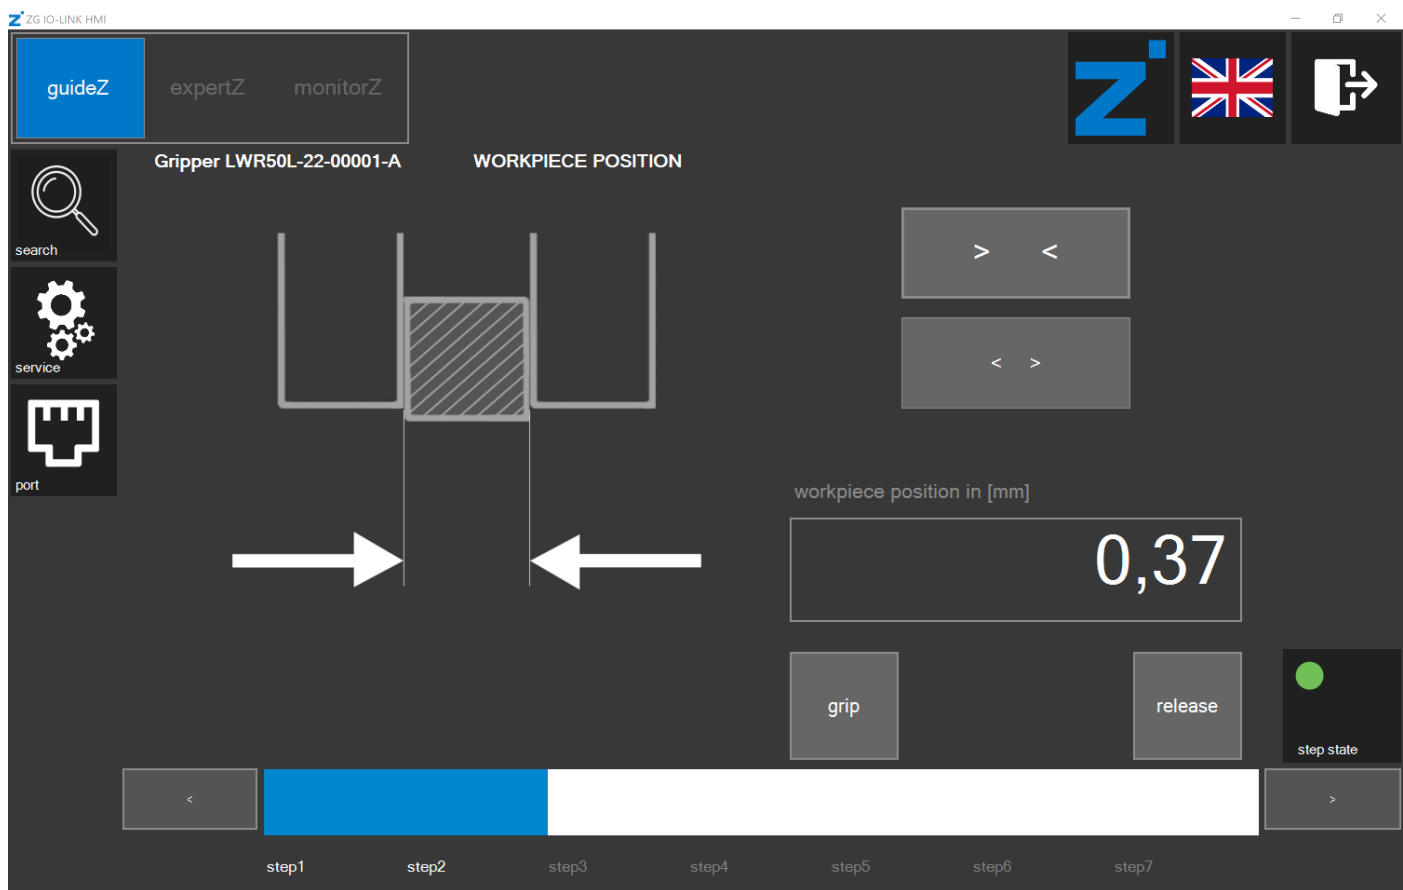 ZG IO-LINK HMI
guideZ expertZ monitorZ
Gripper LWR50L-22-00001-A WORKPIECE POSITION
search
> <
service
< >
port
workpiece position in [mm]
0,37
grip
release
step state
<
>
step1 step2 step3 step4 step5 step6 step7